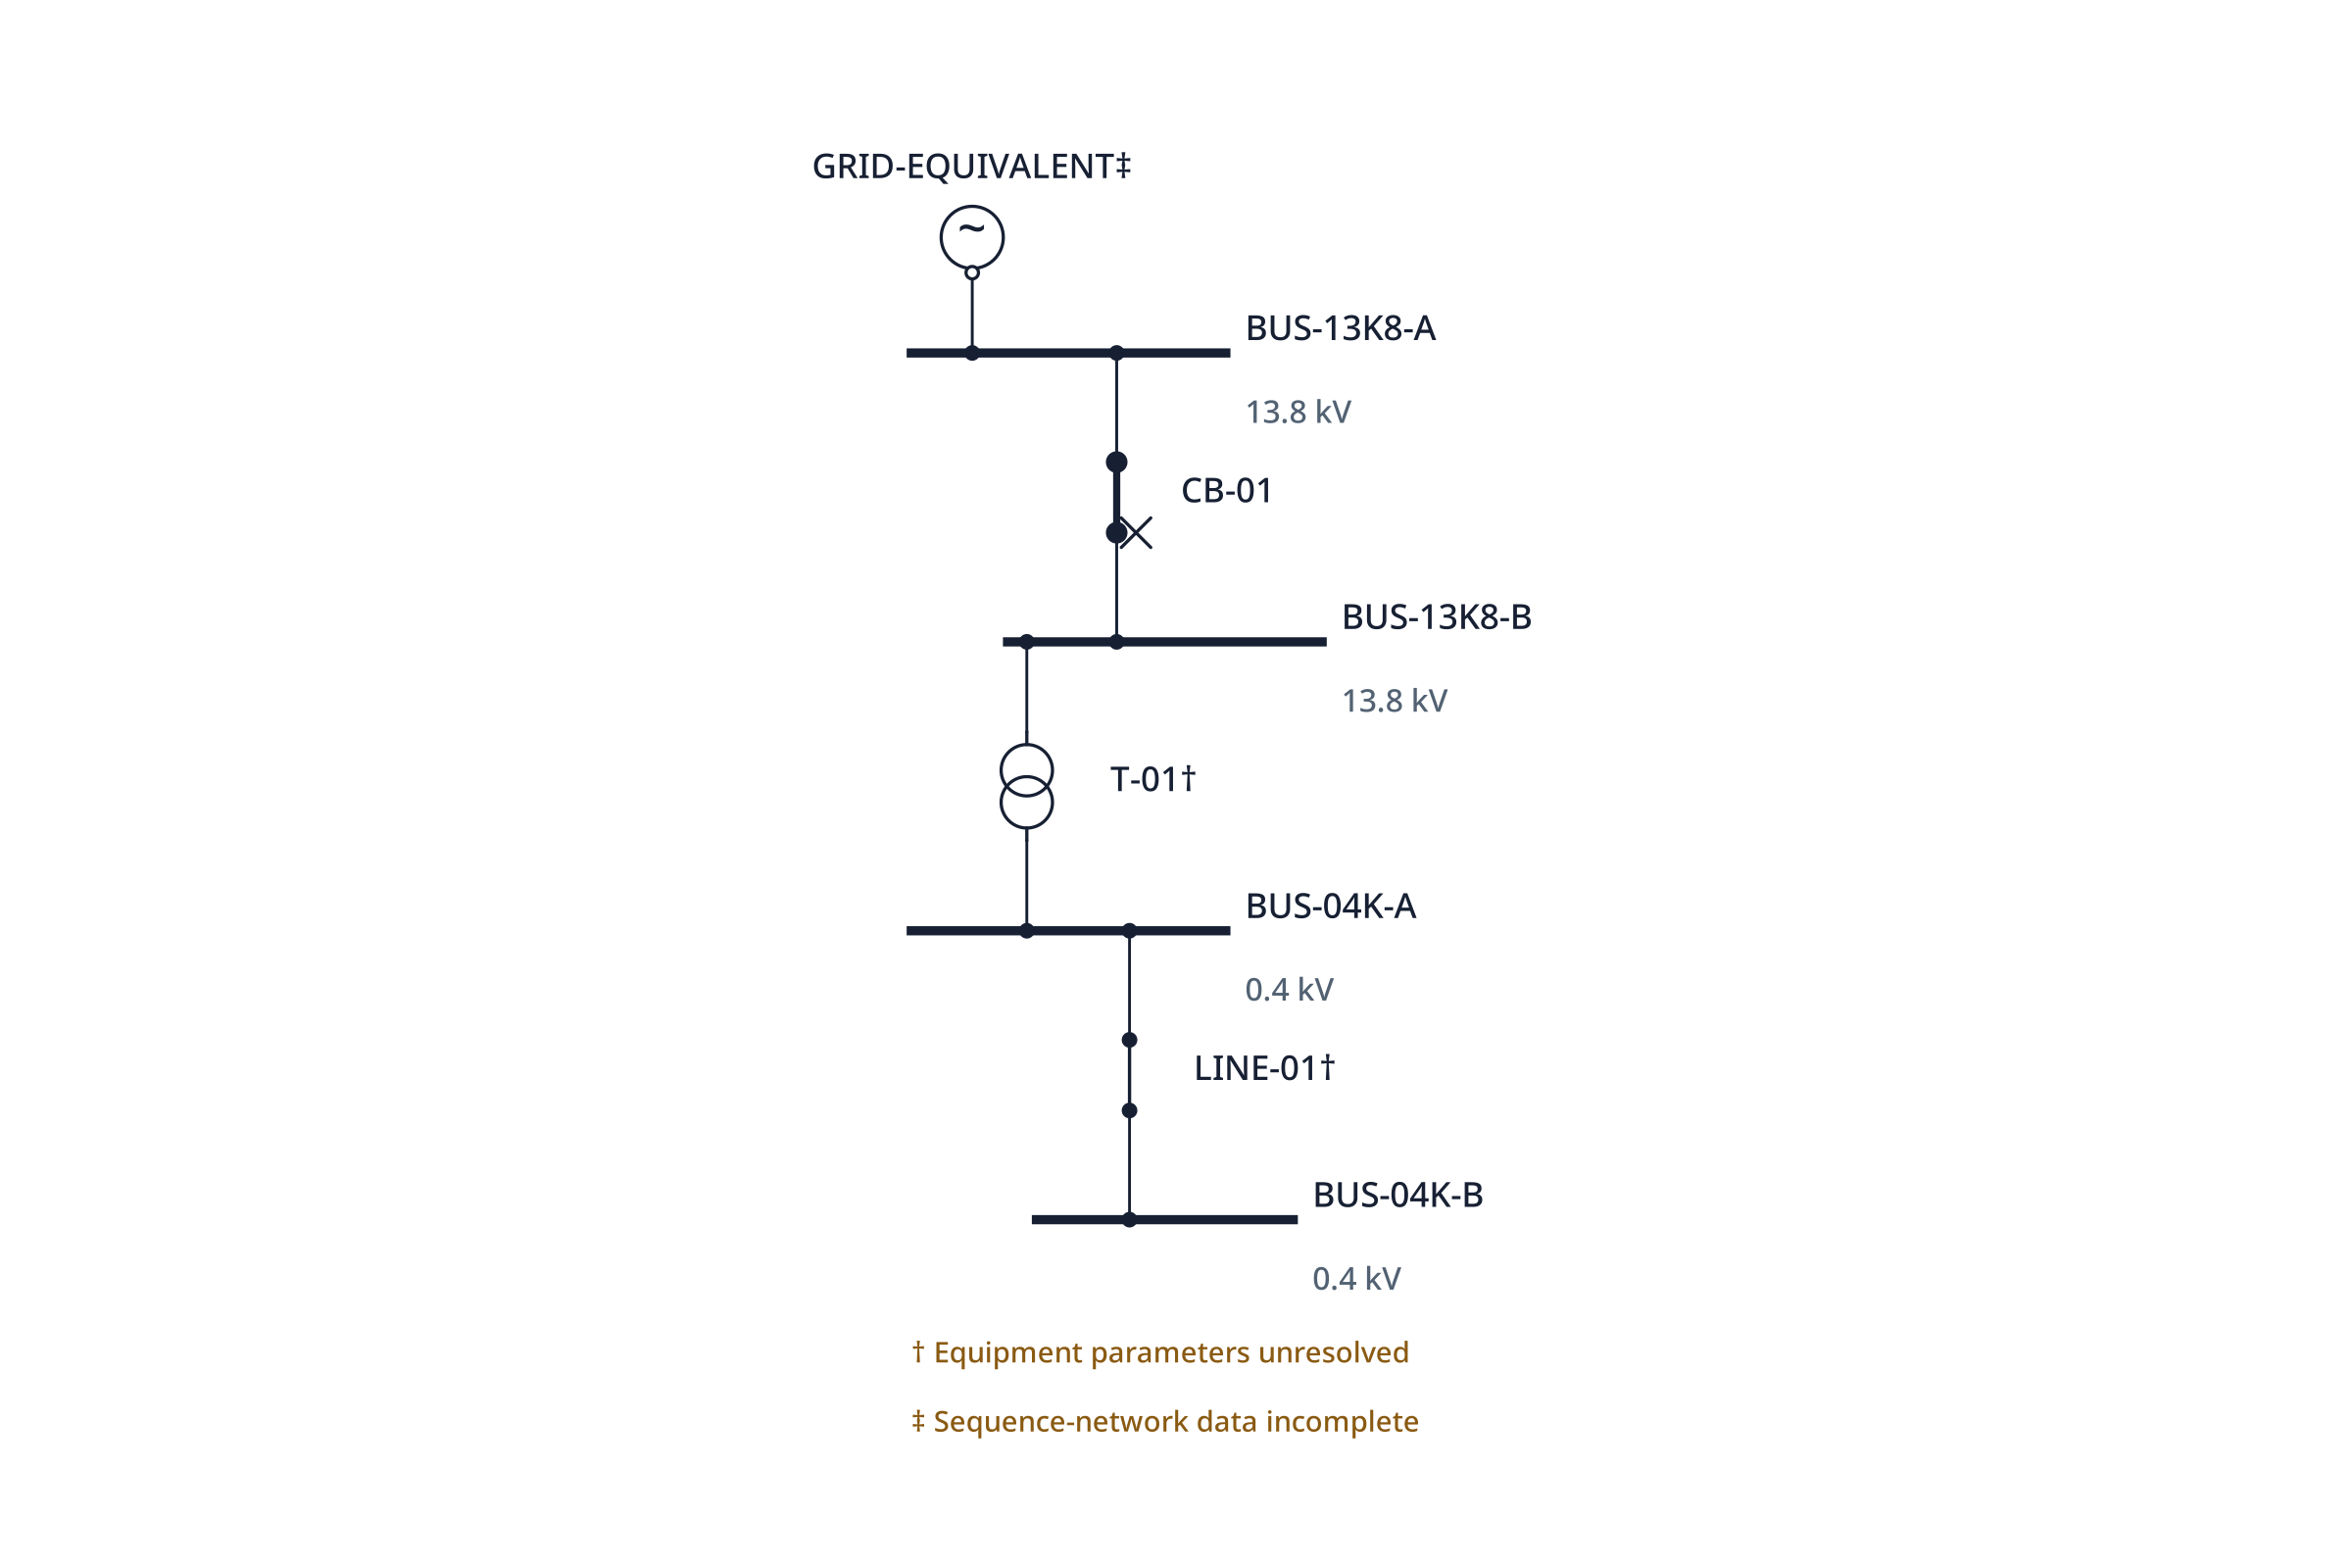 GRID-EQUIVALENT‡
~
BUS-13K8-A
13.8 kV
CB-01
BUS-13K8-B
13.8 kV
T-01†
BUS-04K-A
0.4 kV
LINE-01†
BUS-04K-B
0.4 kV
† Equipment parameters unresolved
‡ Sequence-network data incomplete